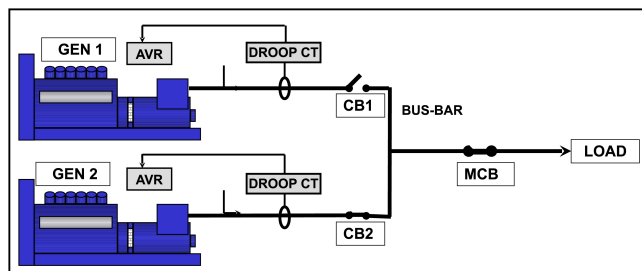 GEN 1
AVR
DROOP CT
CB1
BUS-BAR
LOAD
MCB
GEN 2
AVR
DROOP CT
CB2